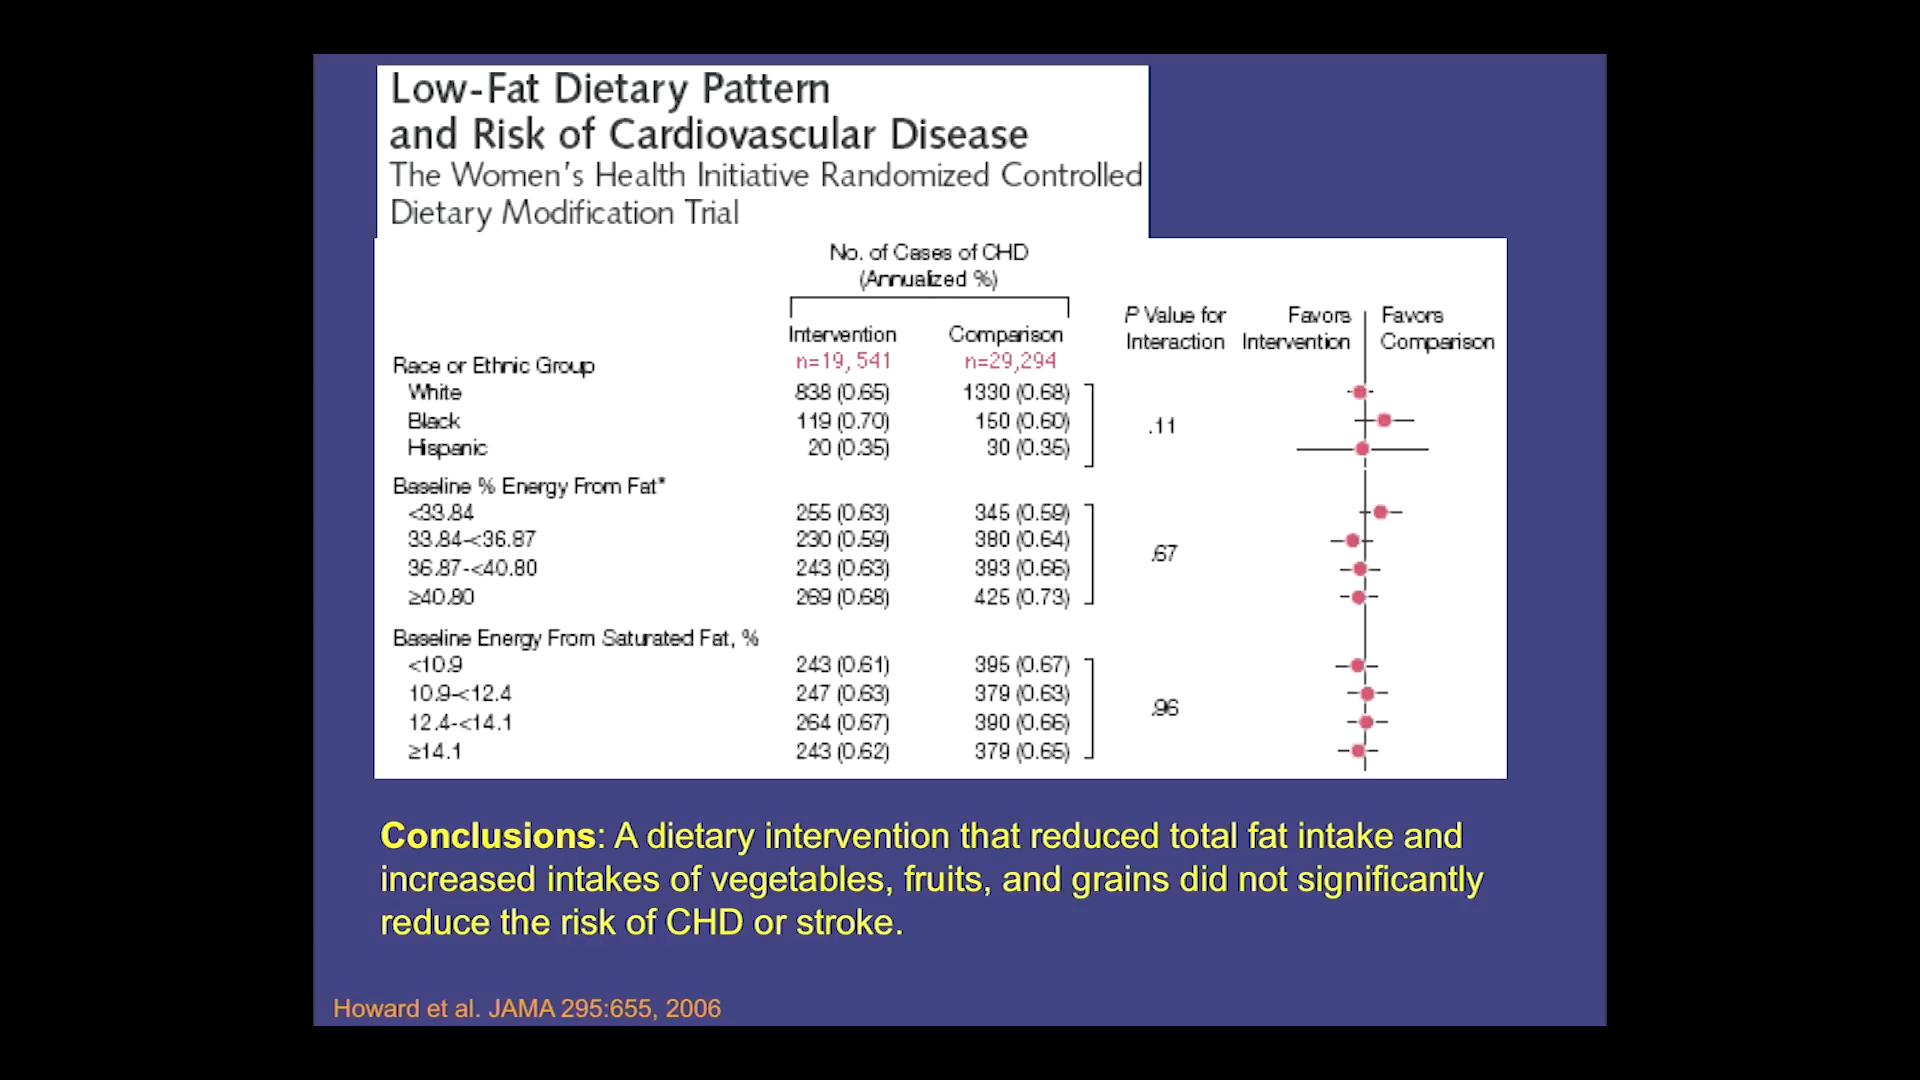 Low-Fat Dietary Pattern
and Risk of Cardiovascular Disease
The Women's Health Initiative Randomized Controlled
Dietary Modification Trial
No. of Cases of CHD
(Annualized %)
P Value for Favors Favors
Intervention Comparison Interaction Intervention Comparison
n=19, 541 n=29,294
Race or Ethnic Group
White 838 (0.65) 1330 (0.68)
Black 119 (0.70) 150 (0.60) .11
Hispanic 20 (0.35) 30 (0.35)
Baseline % Energy From Fat*
<33.84 255 (0.63) 345 (0.59)
33.84-<36.87 230 (0.59) 380 (0.64)
.67
36.87-<40.80 243 (0.63) 393 (0.66)
≥40.80 269 (0.68) 425 (0.73)
Baseline Energy From Saturated Fat, %
<10.9 243 (0.61) 395 (0.67)
10.9-<12.4 247 (0.63) 379 (0.63)
.96
12.4-<14.1 264 (0.67) 390 (0.66)
≥14.1 243 (0.62) 379 (0.65)
Conclusions: A dietary intervention that reduced total fat intake and
increased intakes of vegetables, fruits, and grains did not significantly
reduce the risk of CHD or stroke.
Howard et al. JAMA 295:655, 2006